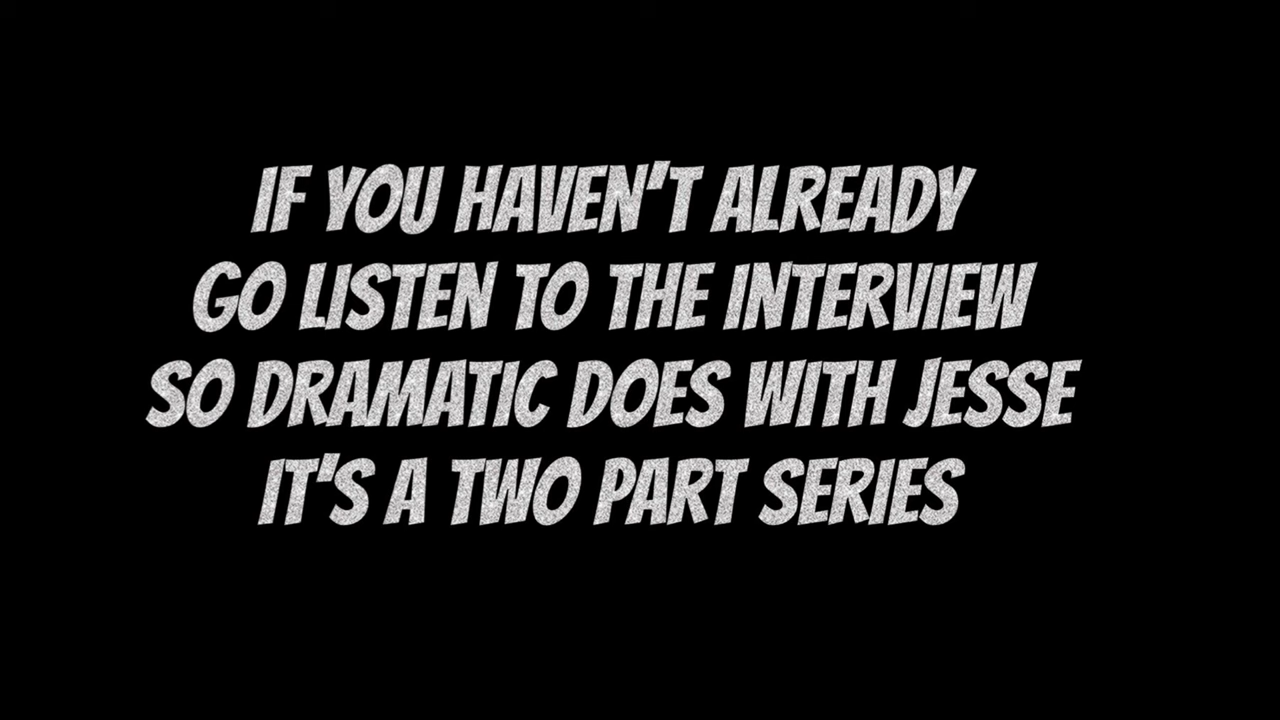 IF YOU HAVEN'T ALREADY
GO LISTEN TO THE INTERVIEW
SO DRAMATIC DOES WITH JESSE
IT'S A TWO PART SERIES